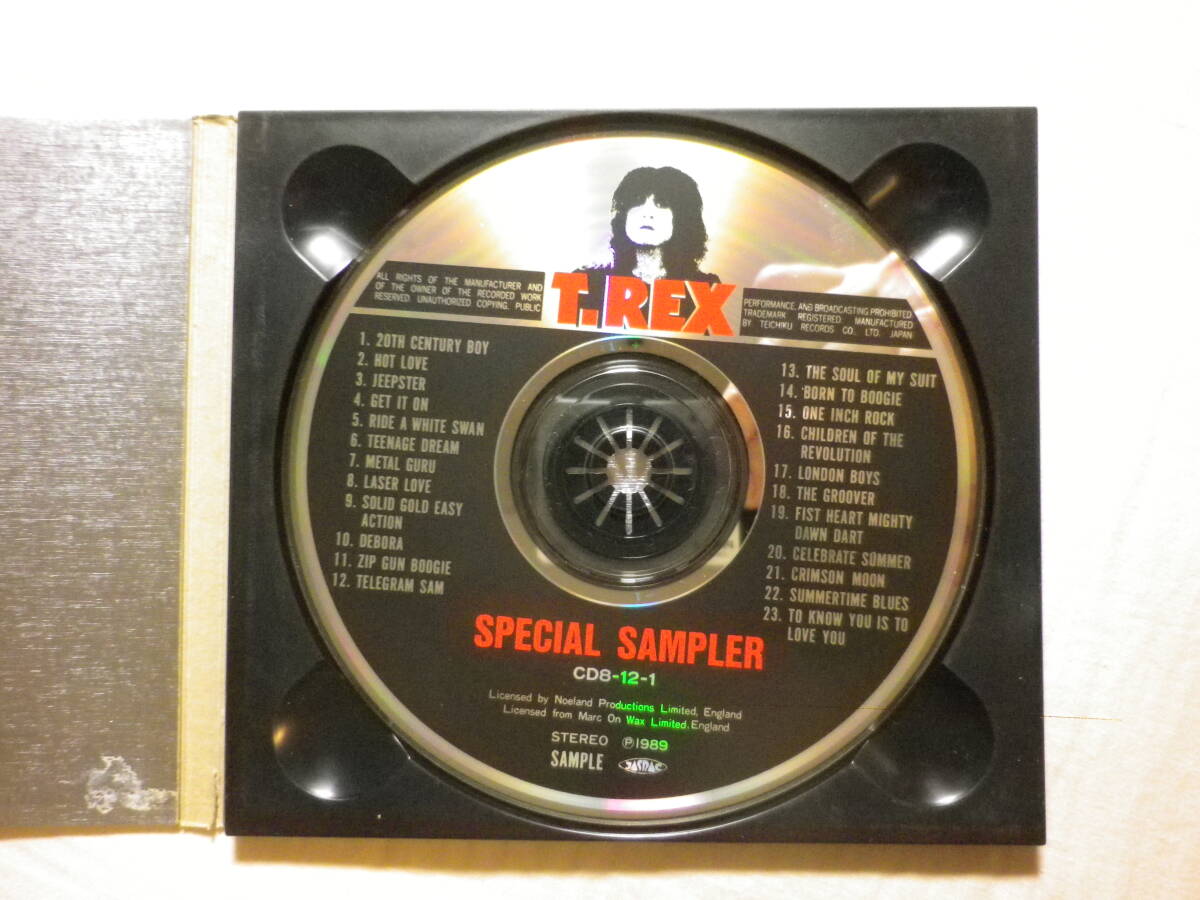 T.REX
ALL RIGHTS OF THE MANUFACTURER AND
OF THE OWNER OF THE RECORDED WORK
RESERVED. UNAUTHORIZED COPYING, PUBLIC
PERFORMANCE, AND BROADCASTING PROHIBITED
TRADEMARK REGISTERED. MANUFACTURED
BY TEICHIKU RECORDS CO., LTD. JAPAN
1. 20TH CENTURY BOY
2. HOT LOVE
3. JEEPSTER
4. GET IT ON
5. RIDE A WHITE SWAN
6. TEENAGE DREAM
7. METAL GURU
8. LASER LOVE
9. SOLID GOLD EASY
ACTION
10. DEBORA
11. ZIP GUN BOOGIE
12. TELEGRAM SAM
13. THE SOUL OF MY SUIT
14. BORN TO BOOGIE
15. ONE INCH ROCK
16. CHILDREN OF THE
REVOLUTION
17. LONDON BOYS
18. THE GROOVER
19. FIST HEART MIGHTY
DAWN DART
20. CELEBRATE SUMMER
21. CRIMSON MOON
22. SUMMERTIME BLUES
23. TO KNOW YOU IS TO
LOVE YOU
SPECIAL SAMPLER
CD8-12-1
Licensed by Noeland Productions Limited, England
Licensed from Marc On Wax Limited, England
STEREO ℗1989
SAMPLE JASRAC